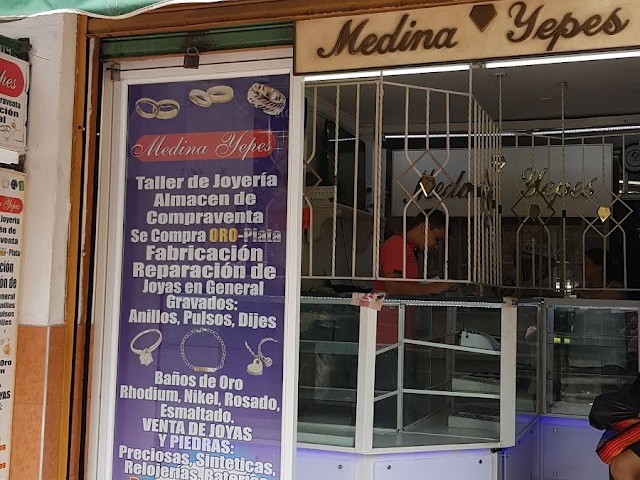 Medina Yepes
Medina Yepes
Taller de Joyería
Almacen de
Compraventa
Se Compra ORO-Plata
Fabricación
Reparación de
Joyas en General
Gravados:
Anillos, Pulsos, Dijes
Baños de Oro
Rhodium, Nikel, Rosado,
Esmaltado,
VENTA DE JOYAS
Y PIEDRAS:
Preciosas, Sinteticas,
Relojerías, Baterías
Yepes